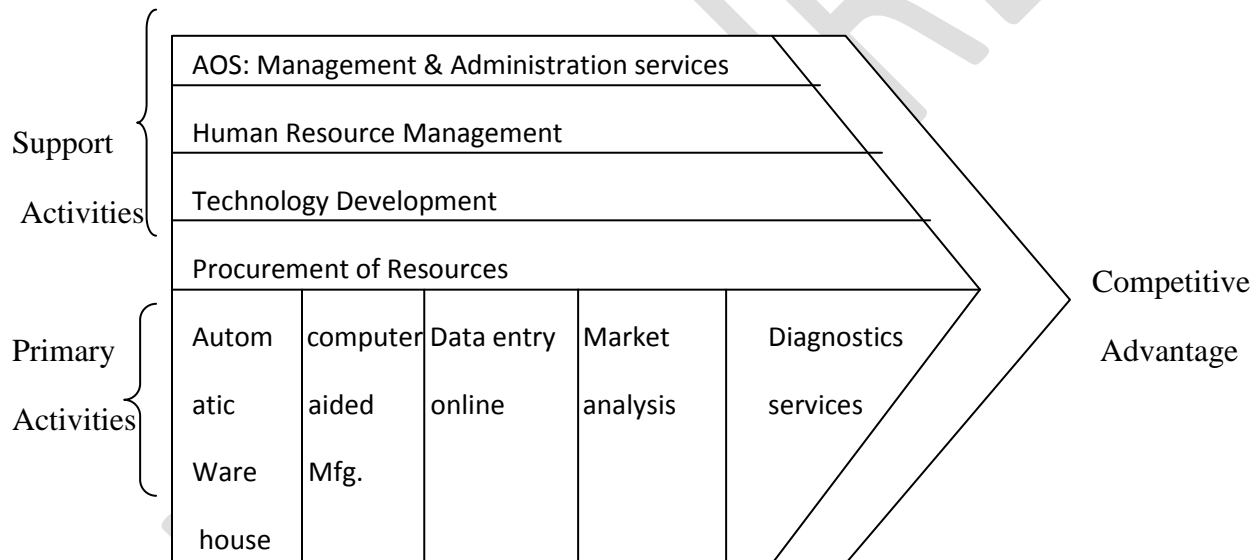 AOS: Management & Administration services
Human Resource Management
Support
Activities
Technology Development
Procurement of Resources
Competitive
Advantage
Primary
Activities
Autom
atic
Ware
house
computer
aided
Mfg.
Data entry
online
Market
analysis
Diagnostics
services